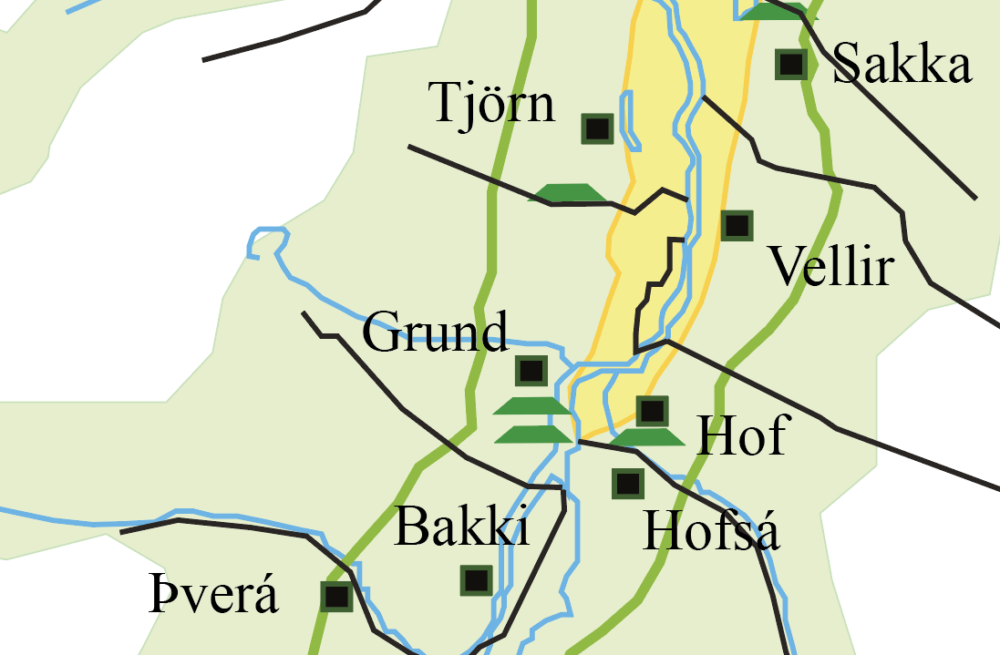 Sakka
Tjörn
Vellir
Grund
Hof
Bakki
Hofsá
Þverá